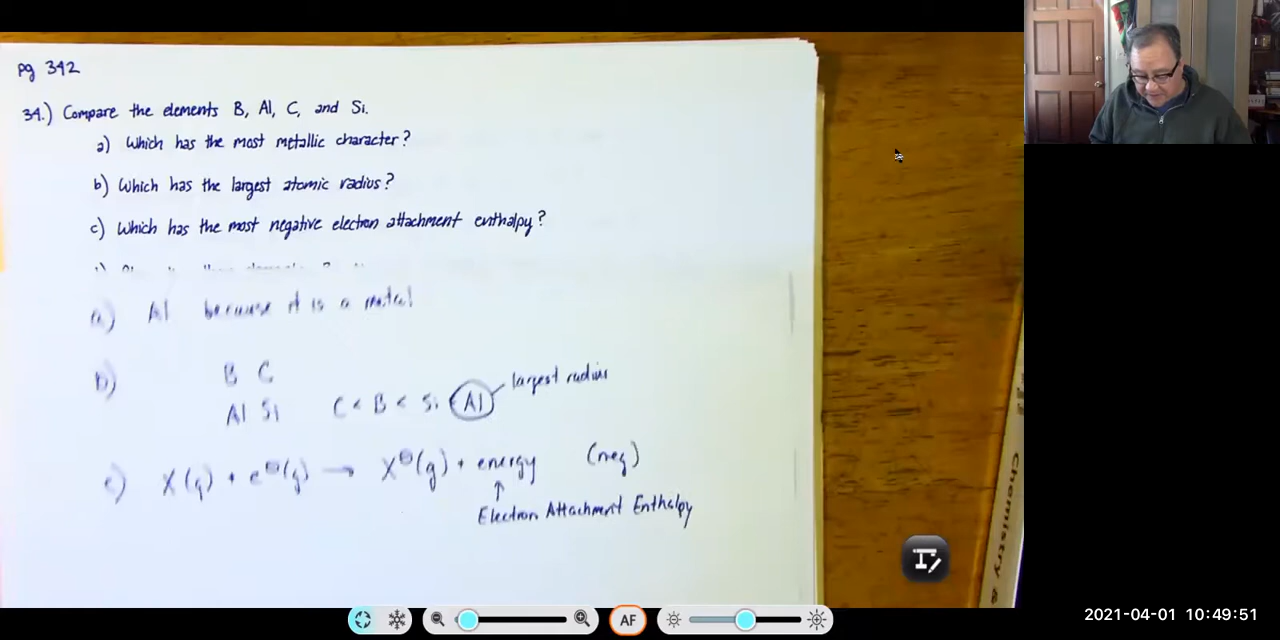 pg 342
34.) Compare the elements B, Al, C, and Si.
a) Which has the most metallic character?
b) Which has the largest atomic radius?
c) Which has the most negative electron attachment enthalpy?
a) Al because it is a metal
b) B C
largest radius
Al Si C < B < Si Al
c) X(g) + e⊖(g) → X⊖(g) + energy (neg)
↑
Electron Attachment Enthalpy
Chemistry &
AF
2021-04-01 10:49:51